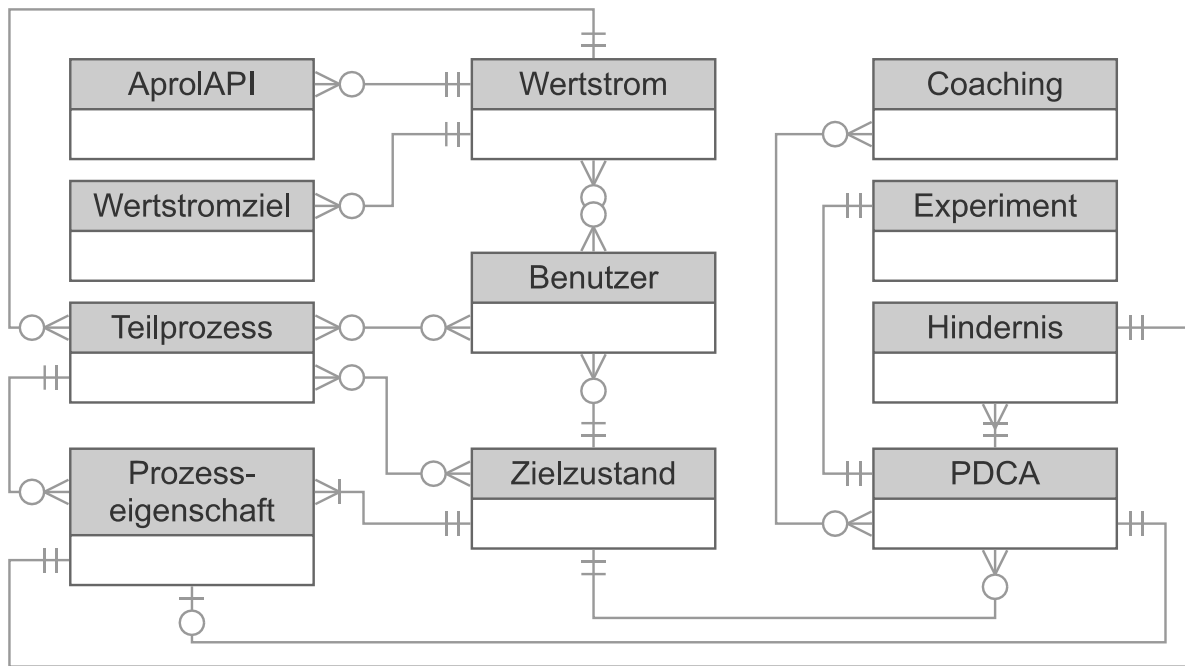 AprolAPI
Wertstrom
Coaching
Wertstromziel
Experiment
Benutzer
Teilprozess
Hindernis
Prozess-
eigenschaft
Zielzustand
PDCA